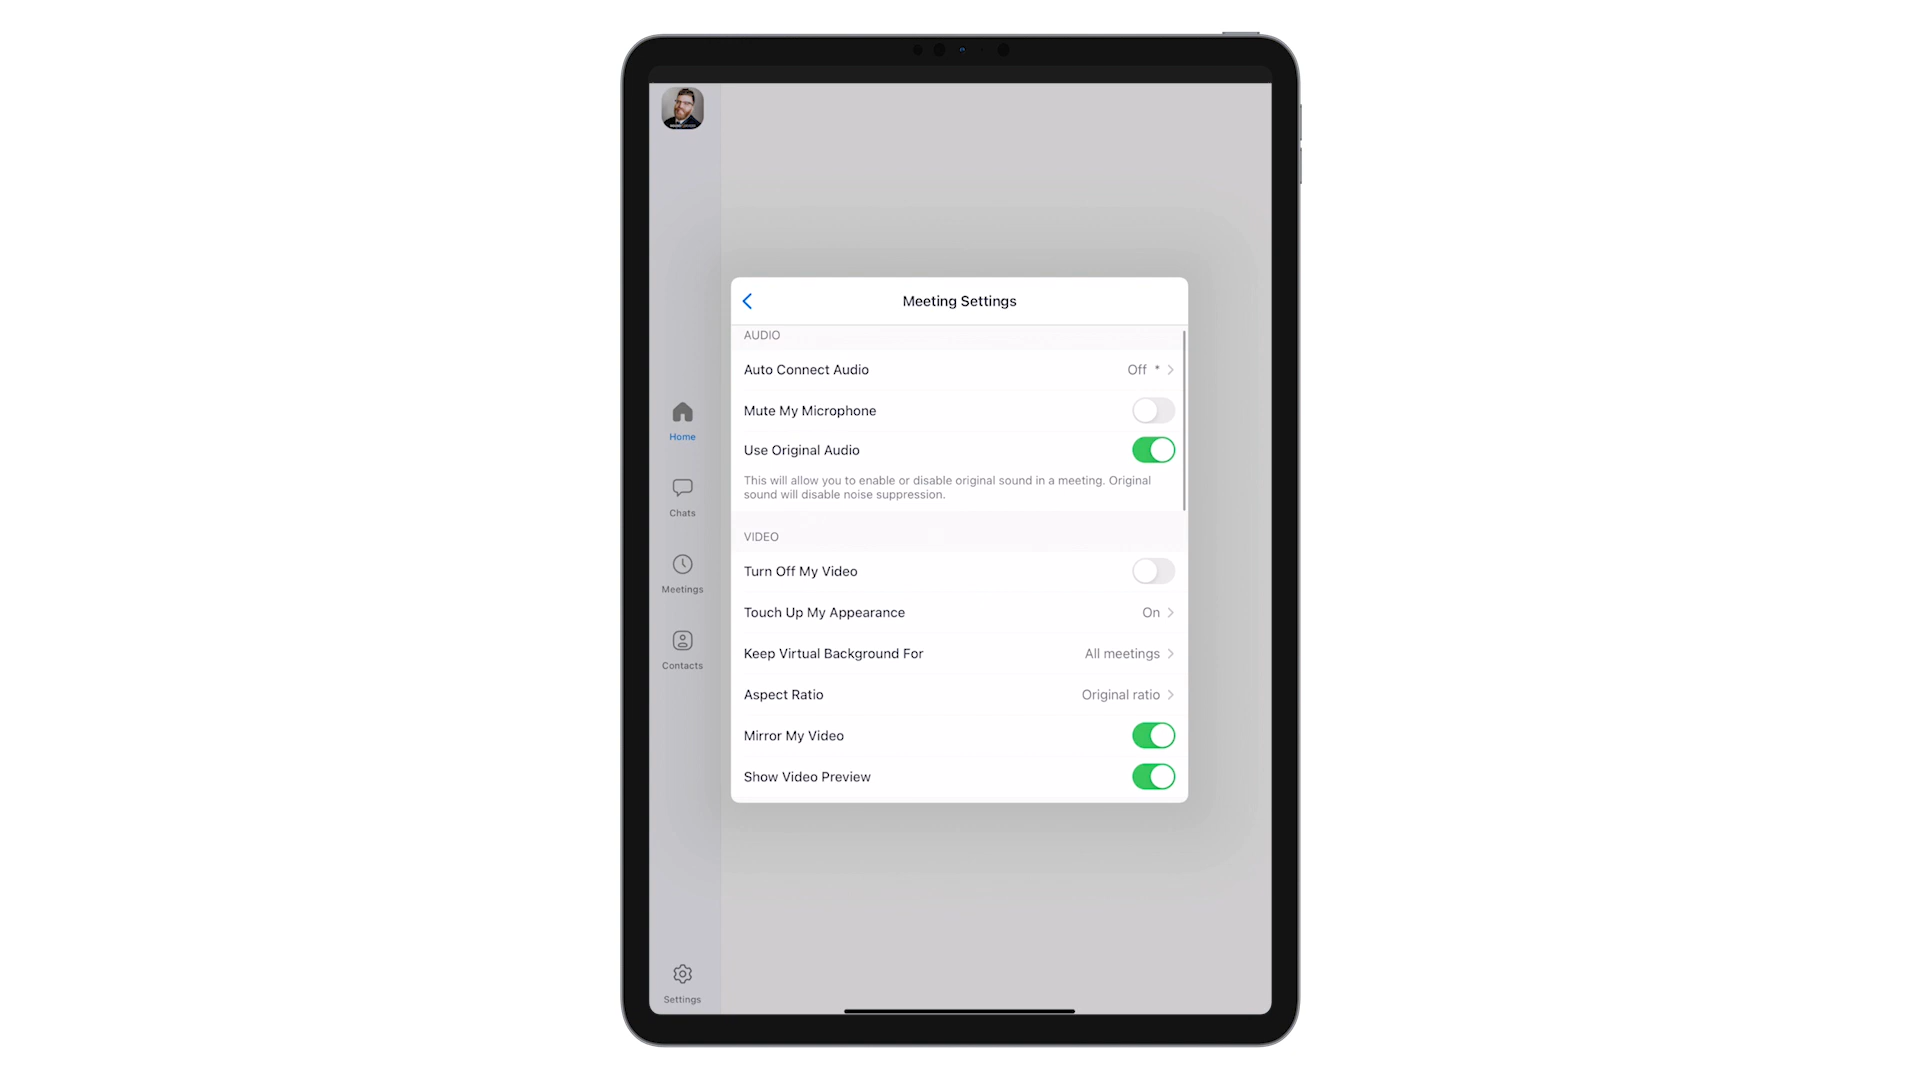 Meeting Settings
AUDIO
Auto Connect Audio
Off *
Mute My Microphone
Use Original Audio
This will allow you to enable or disable original sound in a meeting. Original
sound will disable noise suppression.
VIDEO
Turn Off My Video
Touch Up My Appearance
On
Keep Virtual Background For
All meetings
Aspect Ratio
Original ratio
Mirror My Video
Show Video Preview
Home
Chats
Meetings
Contacts
Settings